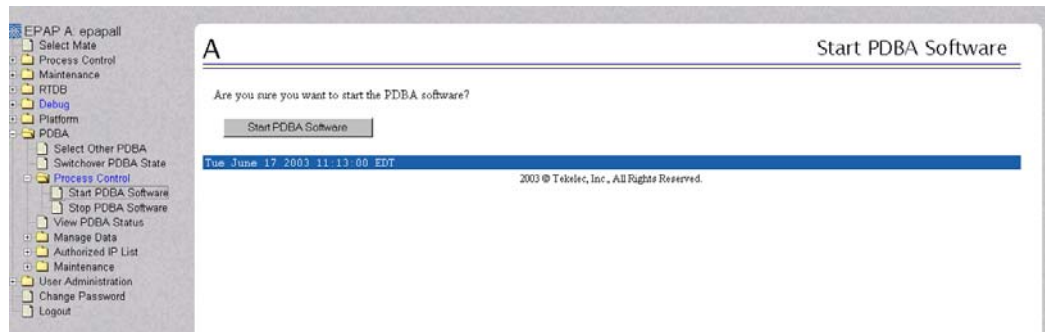 EPAP A: epapall
Select Mate
Process Control
Maintenance
RTDB
Debug
Platform
PDBA
Select Other PDBA
Switchover PDBA State
Process Control
Start PDBA Software
Stop PDBA Software
View PDBA Status
Manage Data
Authorized IP List
Maintenance
User Administration
Change Password
Logout
A
Start PDBA Software
Are you sure you want to start the PDBA software?
Start PDBA Software
Tue June 17 2003 11:13:00 EDT
2003 © Tekelec, Inc., All Rights Reserved.